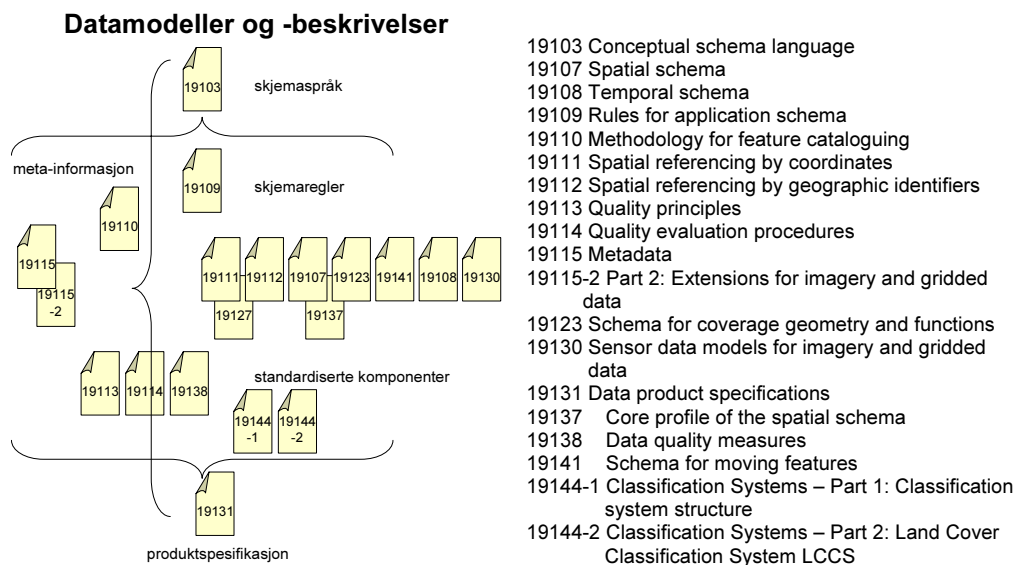 Datamodeller og -beskrivelser
19103
skjemaspråk
meta-informasjon
19109
skjemaregler
19110
19115
19115
-2
19111
19112
19107
19123
19141
19108
19130
19127
19137
19113
19114
19138
standardiserte komponenter
19144
-1
19144
-2
19131
produktspesifikasjon
19103 Conceptual schema language
19107 Spatial schema
19108 Temporal schema
19109 Rules for application schema
19110 Methodology for feature cataloguing
19111 Spatial referencing by coordinates
19112 Spatial referencing by geographic identifiers
19113 Quality principles
19114 Quality evaluation procedures
19115 Metadata
19115-2 Part 2: Extensions for imagery and gridded
data
19123 Schema for coverage geometry and functions
19130 Sensor data models for imagery and gridded
data
19131 Data product specifications
19137 Core profile of the spatial schema
19138 Data quality measures
19141 Schema for moving features
19144-1 Classification Systems – Part 1: Classification
system structure
19144-2 Classification Systems – Part 2: Land Cover
Classification System LCCS